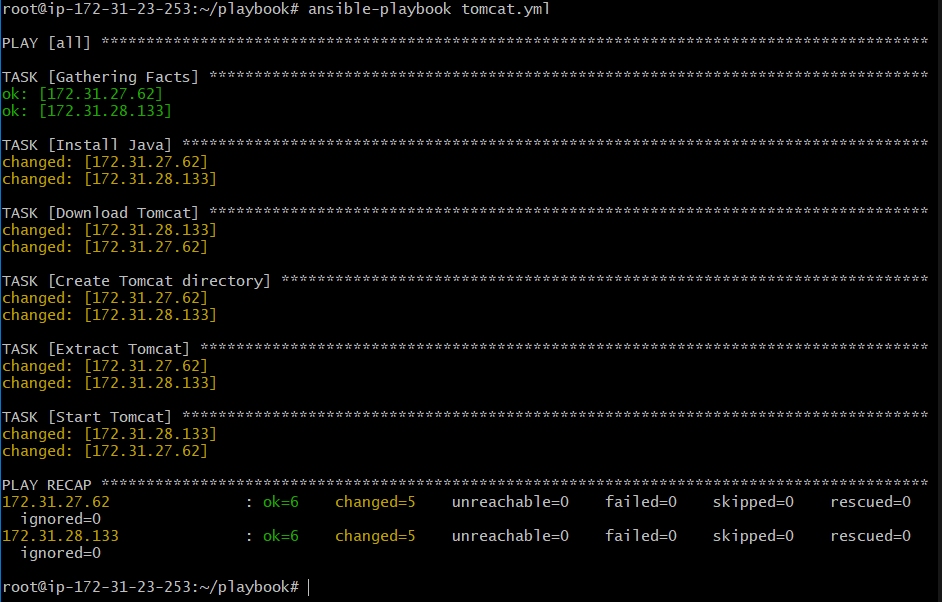 root@ip-172-31-23-253:~/playbook# ansible-playbook tomcat.yml
PLAY [all] ********************************************************************************************
TASK [Gathering Facts] ********************************************************************************
ok: [172.31.27.62]
ok: [172.31.28.133]
TASK [Install Java] ***********************************************************************************
changed: [172.31.27.62]
changed: [172.31.28.133]
TASK [Download Tomcat] ********************************************************************************
changed: [172.31.28.133]
changed: [172.31.27.62]
TASK [Create Tomcat directory] ************************************************************************
changed: [172.31.27.62]
changed: [172.31.28.133]
TASK [Extract Tomcat] *********************************************************************************
changed: [172.31.27.62]
changed: [172.31.28.133]
TASK [Start Tomcat] ***********************************************************************************
changed: [172.31.28.133]
changed: [172.31.27.62]
PLAY RECAP ********************************************************************************************
172.31.27.62               : ok=6    changed=5    unreachable=0    failed=0    skipped=0    rescued=0
  ignored=0
172.31.28.133              : ok=6    changed=5    unreachable=0    failed=0    skipped=0    rescued=0
  ignored=0
root@ip-172-31-23-253:~/playbook#